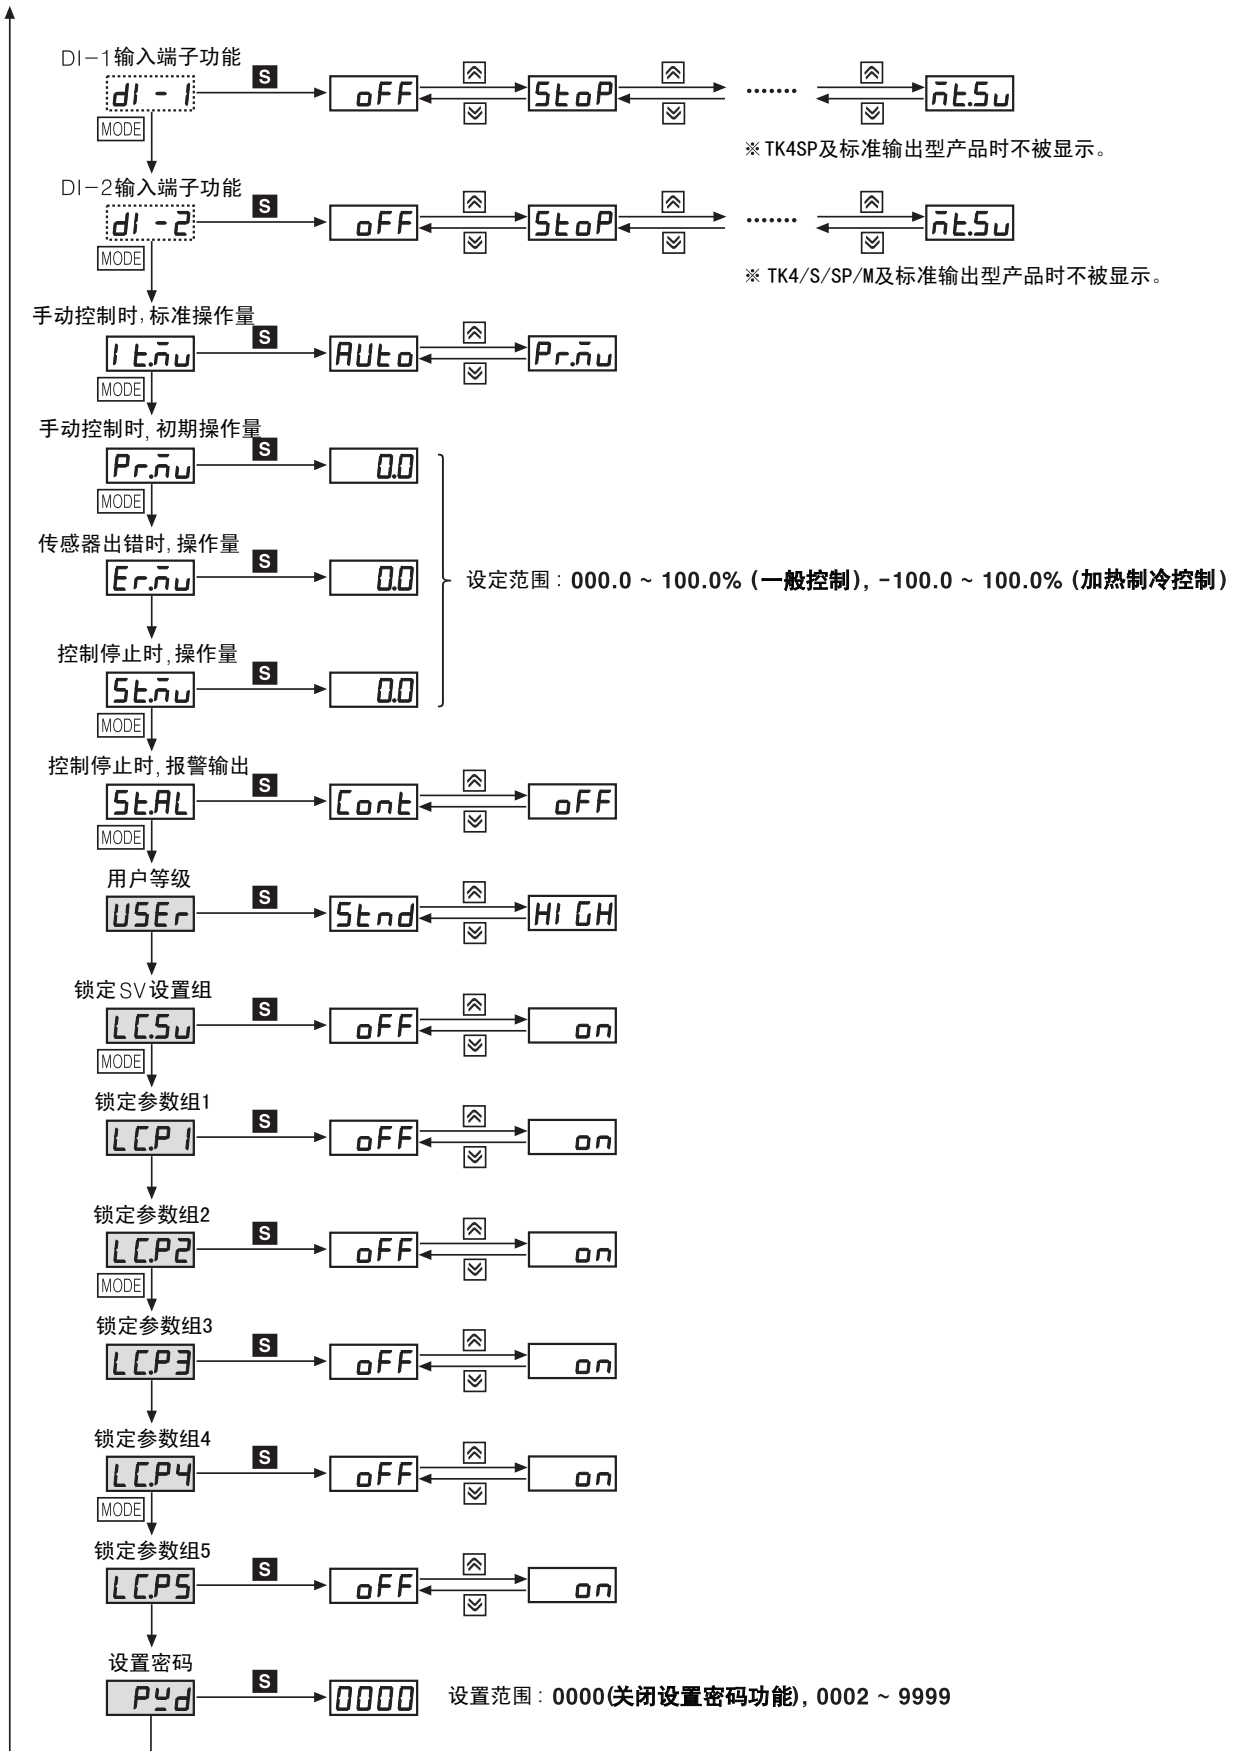 DI-1输入端子功能
dI - 1 S oFF StoP ······· m̄t.Su
MODE
※ TK4SP及标准输出型产品时不被显示。
DI-2输入端子功能
dI -2 S oFF StoP ······· m̄t.Su
MODE
※ TK4/S/SP/M及标准输出型产品时不被显示。
手动控制时, 标准操作量
I t.m̄u S AUto Pr.m̄u
MODE
手动控制时, 初期操作量
Pr.m̄u S 0.0
MODE
传感器出错时, 操作量
Er.m̄u S 0.0
设定范围 : 000.0 ~ 100.0% (一般控制), -100.0 ~ 100.0% (加热制冷控制)
控制停止时, 操作量
St.m̄u S 0.0
MODE
控制停止时, 报警输出
St.AL S Cont oFF
MODE
用户等级
USEr S Stnd HI GH
锁定SV设置组
LC.Su S oFF on
MODE
锁定参数组1
LC.P1 S oFF on
锁定参数组2
LC.P2 S oFF on
MODE
锁定参数组3
LC.P3 S oFF on
锁定参数组4
LC.P4 S oFF on
MODE
锁定参数组5
LC.P5 S oFF on
设置密码
PWd S 0000 设置范围 : 0000(关闭设置密码功能), 0002 ~ 9999